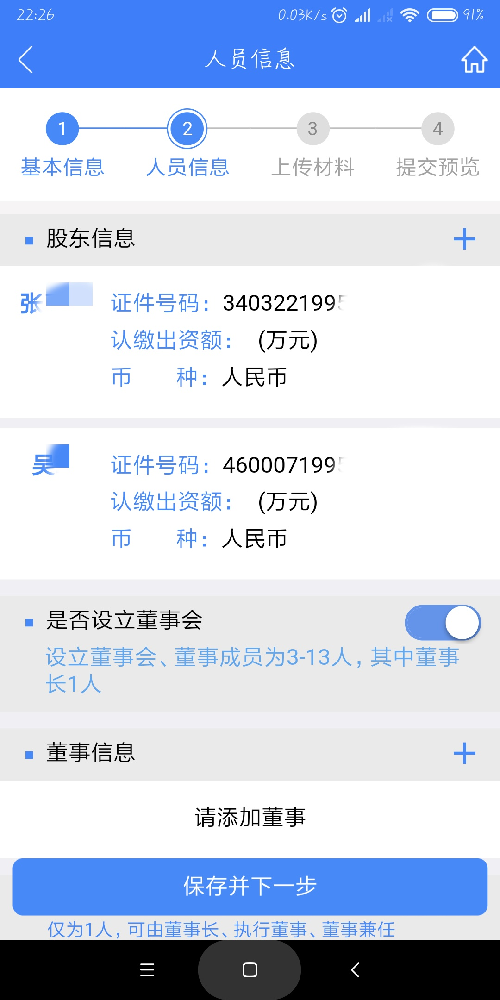 22:26 0.03K/s 91%
人员信息
1 2 3 4
基本信息 人员信息 上传材料 提交预览
股东信息
张 证件号码：3403221995
认缴出资额： (万元)
币 种：人民币
吴 证件号码：4600071995
认缴出资额： (万元)
币 种：人民币
是否设立董事会
设立董事会、董事成员为3-13人，其中董事
长1人
董事信息
请添加董事
保存并下一步
仅为1人，可由董事长、执行董事、董事兼任